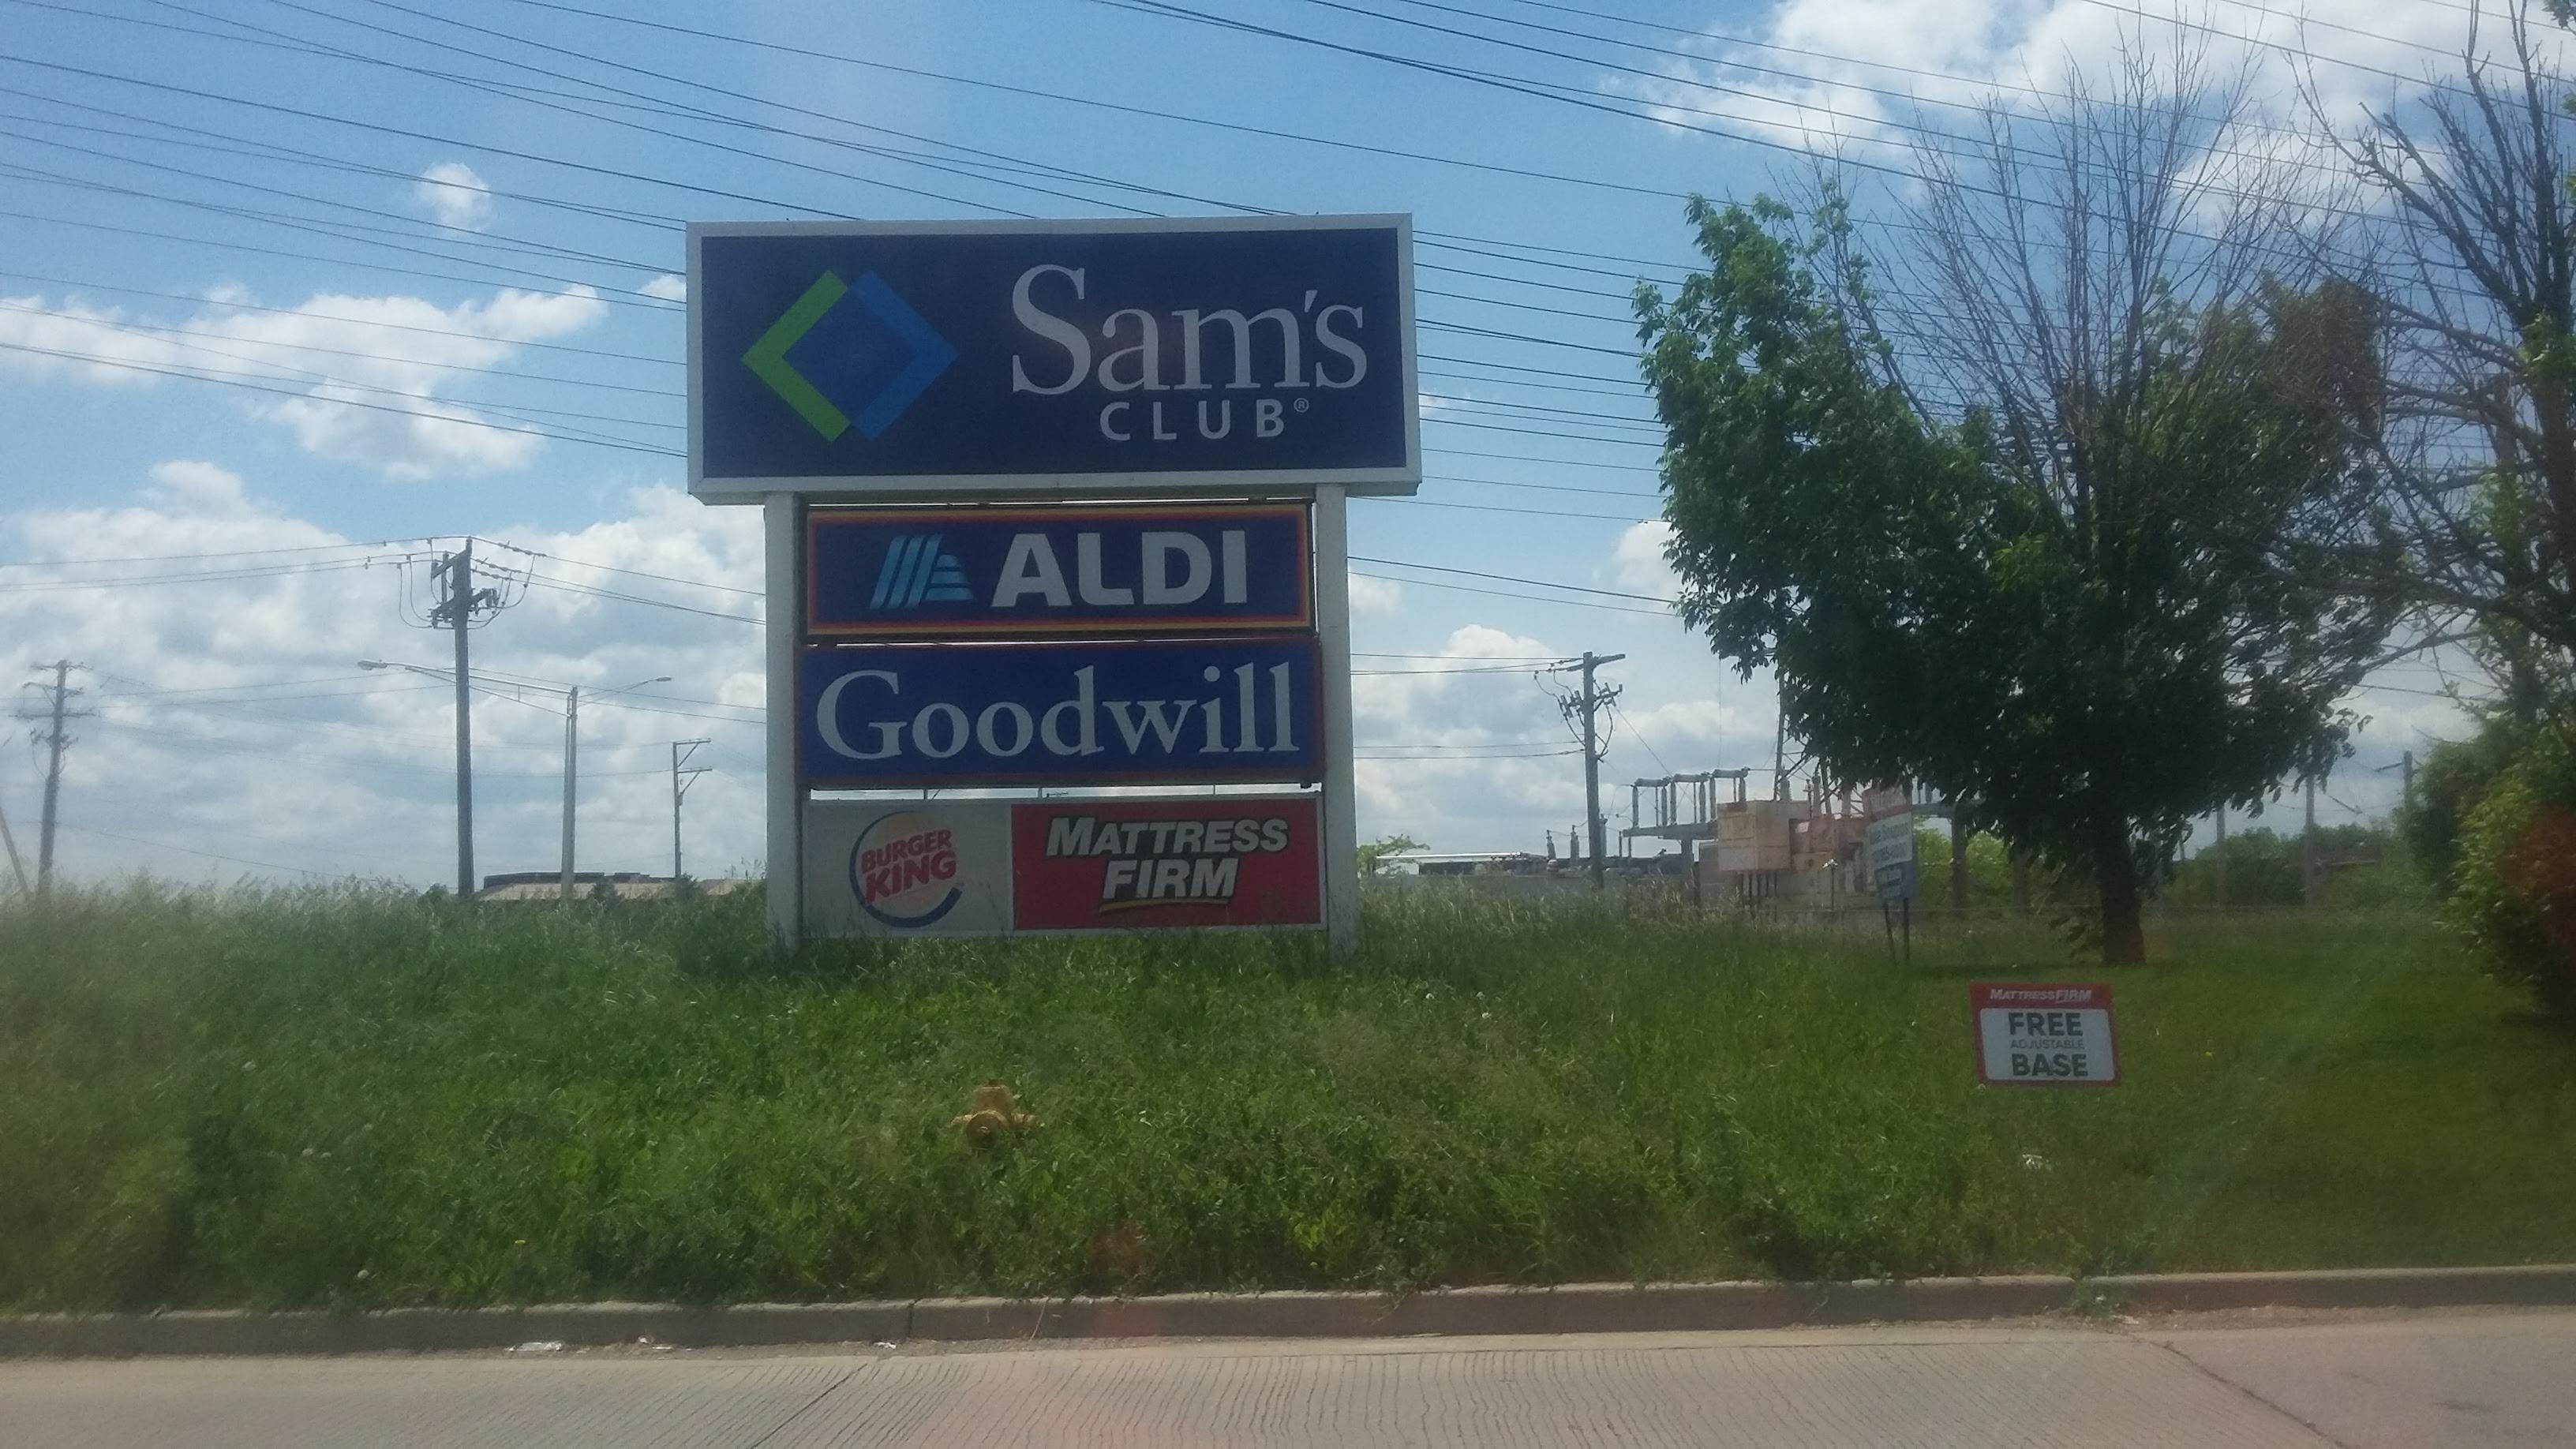 Sam's
CLUB®
ALDI
Goodwill
BURGER
KING
MATTRESS
FIRM
MATTRESSFIRM
FREE
ADJUSTABLE
BASE